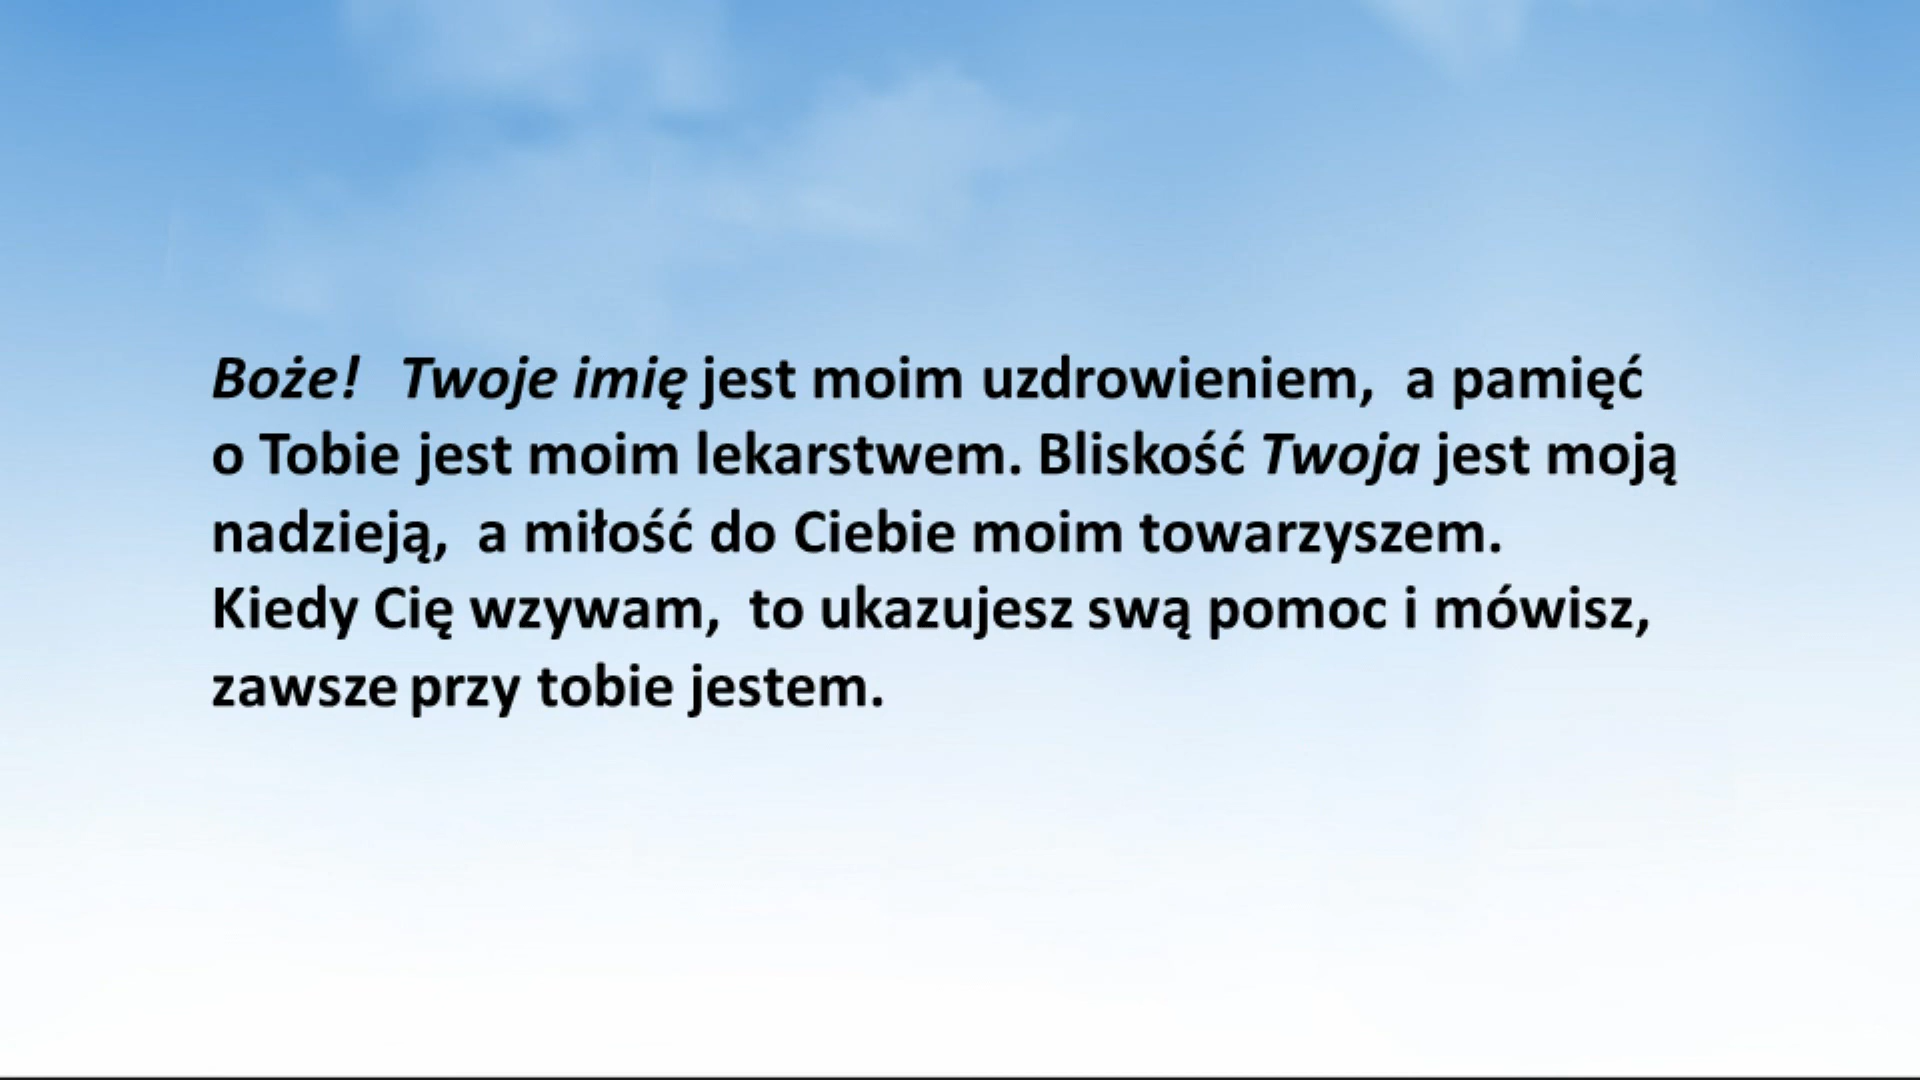 Boże! Twoje imię jest moim uzdrowieniem, a pamięć
o Tobie jest moim lekarstwem. Bliskość Twoja jest moją
nadzieją, a miłość do Ciebie moim towarzyszem.
Kiedy Cię wzywam, to ukazujesz swą pomoc i mówisz,
zawsze przy tobie jestem.